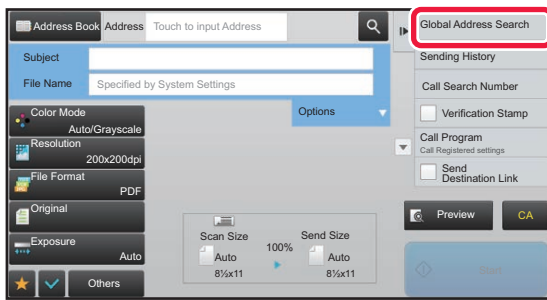 Address Book
Address
Touch to input Address
Global Address Search
Subject
Sending History
File Name
Specified by System Settings
Call Search Number
Options
Color Mode
Auto/Grayscale
Verification Stamp
Resolution
200x200dpi
Call Program
Call Registered settings
File Format
PDF
Send
Destination Link
Original
Preview
CA
Scan Size
Send Size
100%
Exposure
Auto
Auto
Auto
8½x11
8½x11
Others
Start